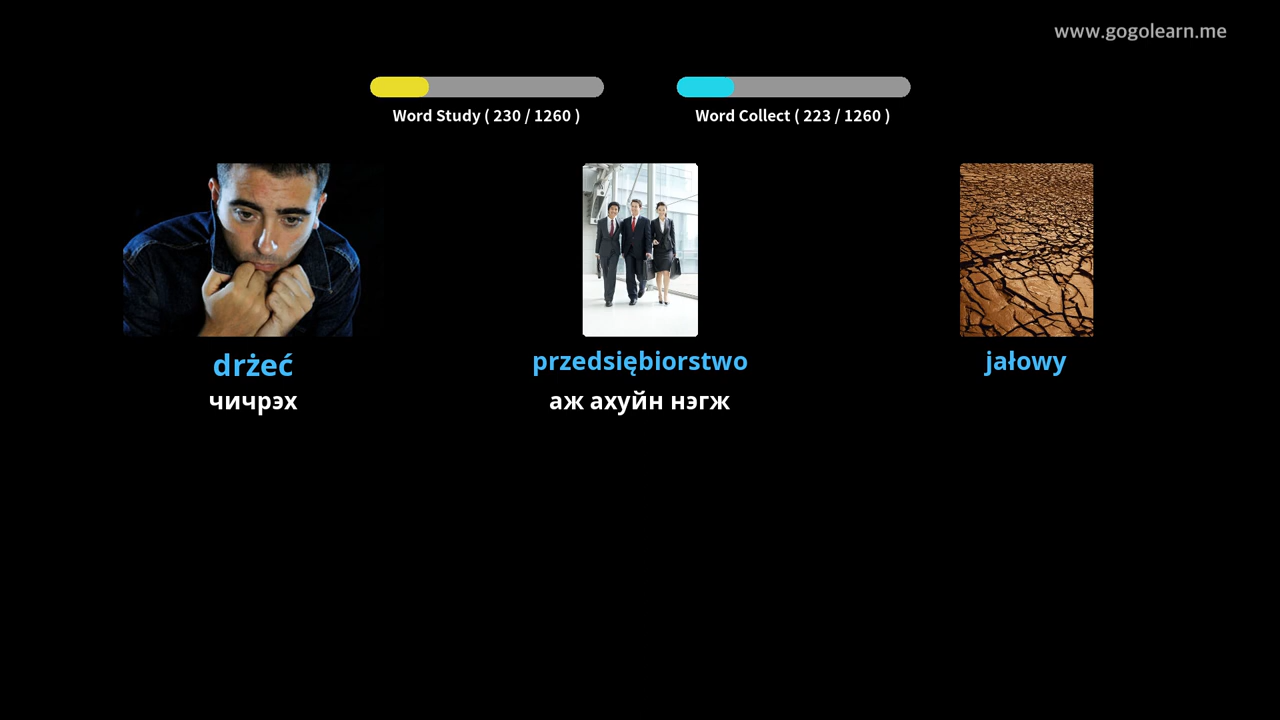 www.gogolearn.me
Word Study ( 230 / 1260 )
Word Collect ( 223 / 1260 )
drżeć
przedsiębiorstwo
jałowy
чичрэх
аж ахуйн нэгж